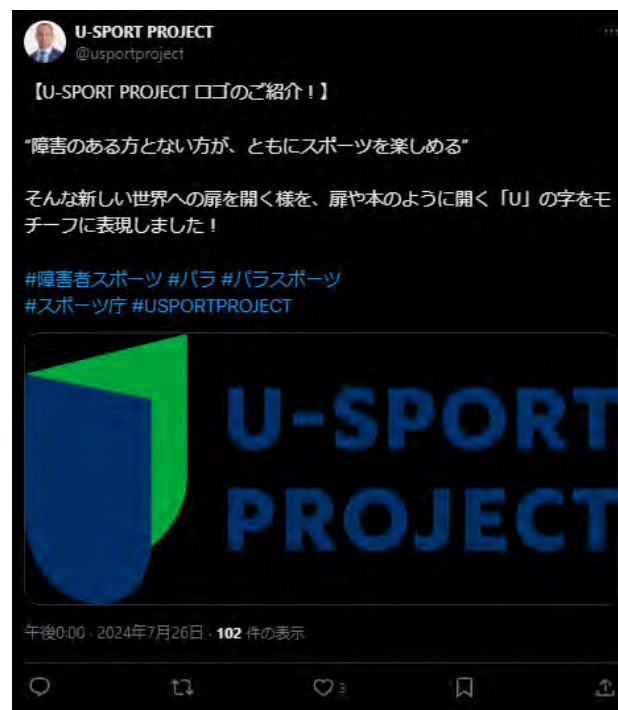 U-SPORT PROJECT
@usportproject
【U-SPORT PROJECT ロゴのご紹介！】
“障害のある方とない方が、ともにスポーツを楽しめる”
そんな新しい世界への扉を開く様を、扉や本のように開く「U」の字をモ
チーフに表現しました！
#障害者スポーツ #パラ #パラスポーツ
#スポーツ庁 #USPORTPROJECT
U-SPORT
PROJECT
午後0:00 · 2024年7月26日 · 102 件の表示
3